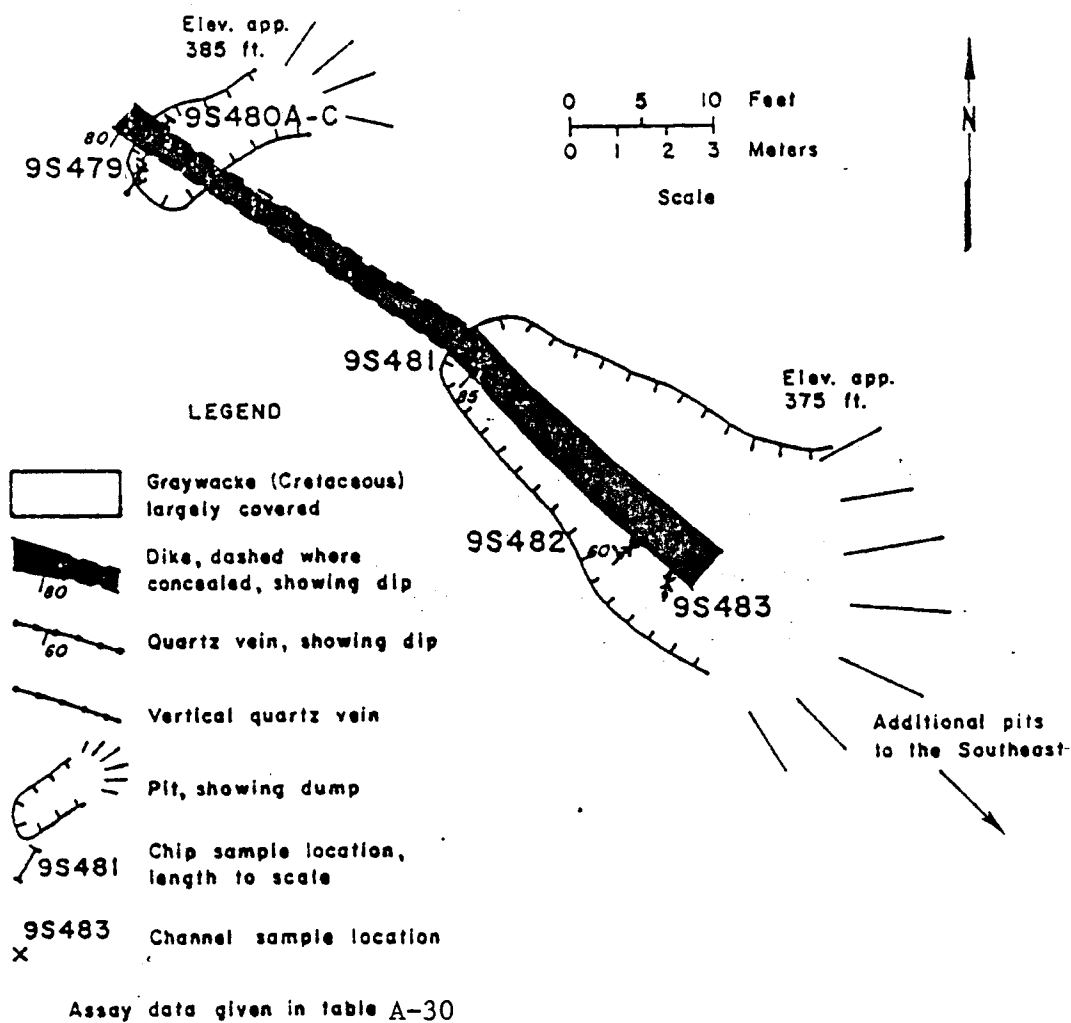 Elev. app.
385 ft.
9S480A-C
80
9S479
0 5 10 Feet
0 1 2 3 Meters
Scale
N
9S481
85
Elev. app.
375 ft.
9S482
60
9S483
Additional pits
to the Southeast
LEGEND
Graywacke (Cretaceous)
largely covered
Dike, dashed where
concealed, showing dip
80
Quartz vein, showing dip
60
Vertical quartz vein
Pit, showing dump
9S481
Chip sample location,
length to scale
9S483
Channel sample location
Assay data given in table A-30